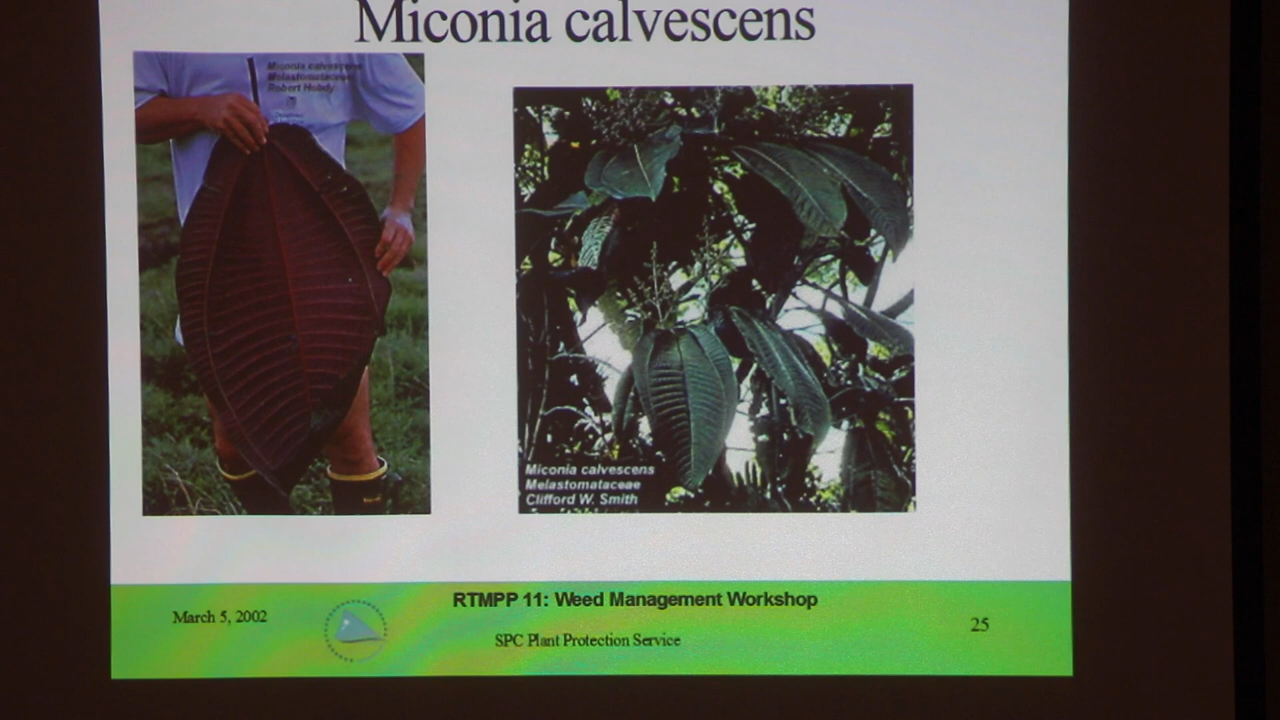 Miconia calvescens
Miconia calvescens
Melastomataceae
Robert Hobdy
Miconia calvescens
Melastomataceae
Clifford W. Smith
March 5, 2002
RTMPP 11: Weed Management Workshop
SPC Plant Protection Service
25